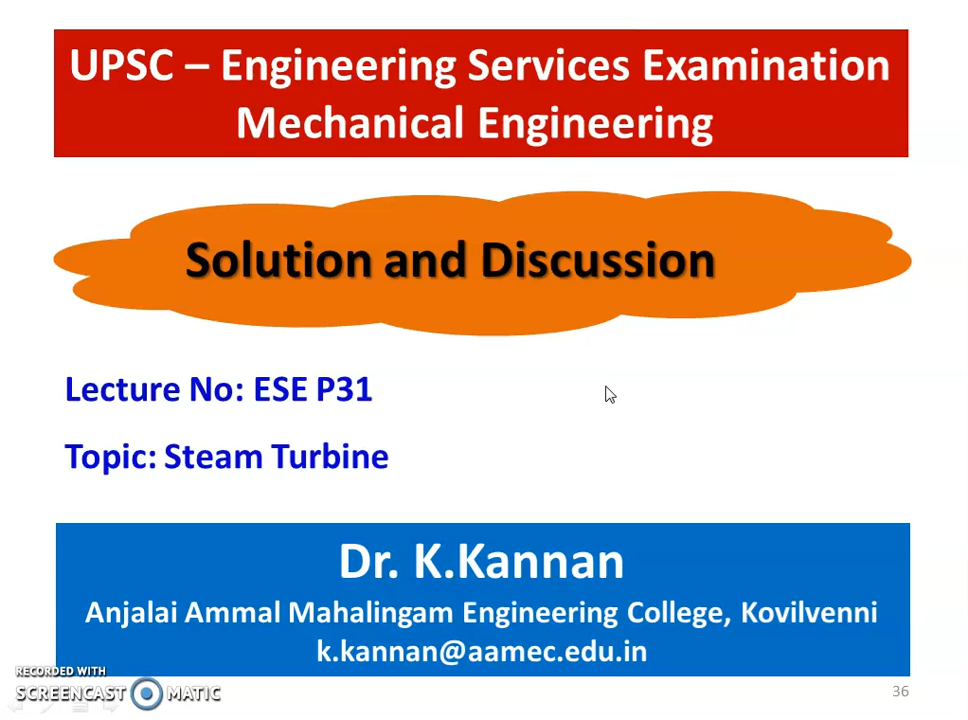 UPSC – Engineering Services Examination
Mechanical Engineering
Solution and Discussion
Lecture No: ESE P31
Topic: Steam Turbine
Dr. K.Kannan
Anjalai Ammal Mahalingam Engineering College, Kovilvenni
k.kannan@aamec.edu.in
RECORDED WITH
SCREENCAST MATIC
36